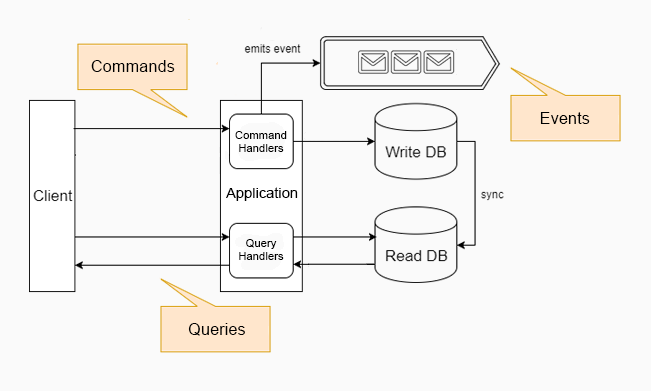 emits event
Commands
Events
Command
Handlers
Write DB
Client
Application
sync
Query
Handlers
Read DB
Queries